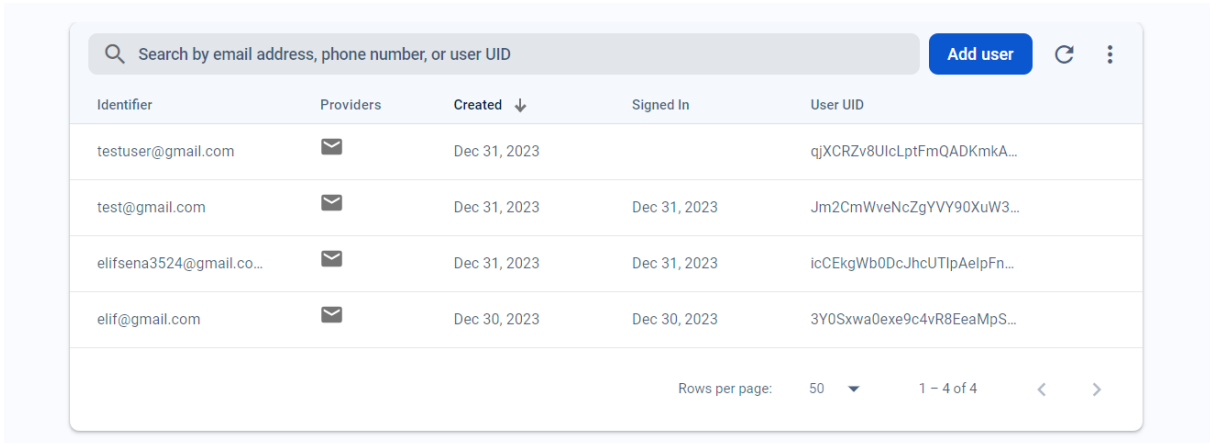 Search by email address, phone number, or user UID Add user
Identifier Providers Created Signed In User UID
testuser@gmail.com Dec 31, 2023 qjXCRZv8UIcLptFmQADKmkA...
test@gmail.com Dec 31, 2023 Dec 31, 2023 Jm2CmWveNcZgYVY90XuW3...
elifsena3524@gmail.co... Dec 31, 2023 Dec 31, 2023 icCEkgWb0DcJhcUTIpAeIpFn...
elif@gmail.com Dec 30, 2023 Dec 30, 2023 3Y0Sxwa0exe9c4vR8EeaMpS...
Rows per page: 50 1 – 4 of 4